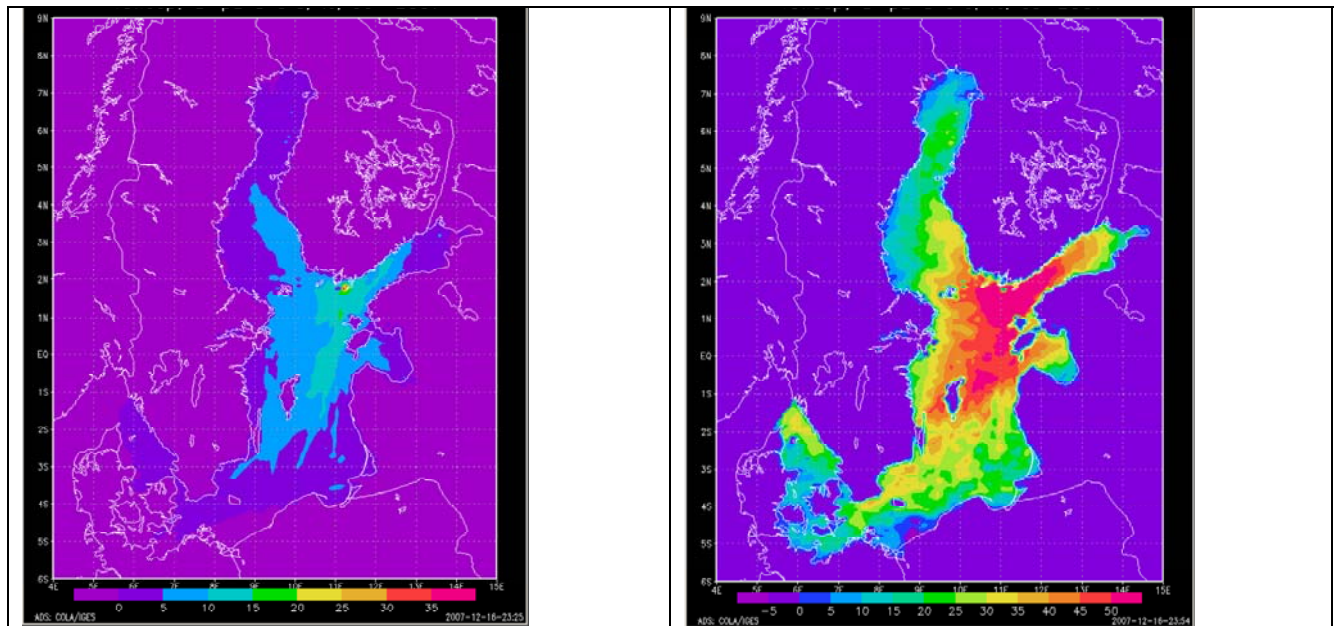 9N
8N
7N
6N
5N
4N
3N
2N
1N
EQ
1S
2S
3S
4S
5S
6S
4E 5E 6E 7E 8E 9E 10E 11E 12E 13E 14E 15E
0 5 10 15 20 25 30 35
ADS: COLA/IGES 2007-12-16-23:25
9N
8N
7N
6N
5N
4N
3N
2N
1N
EQ
1S
2S
3S
4S
5S
6S
4E 5E 6E 7E 8E 9E 10E 11E 12E 13E 14E 15E
-5 0 5 10 15 20 25 30 35 40 45 50
ADS: COLA/IGES 2007-12-16-23:54